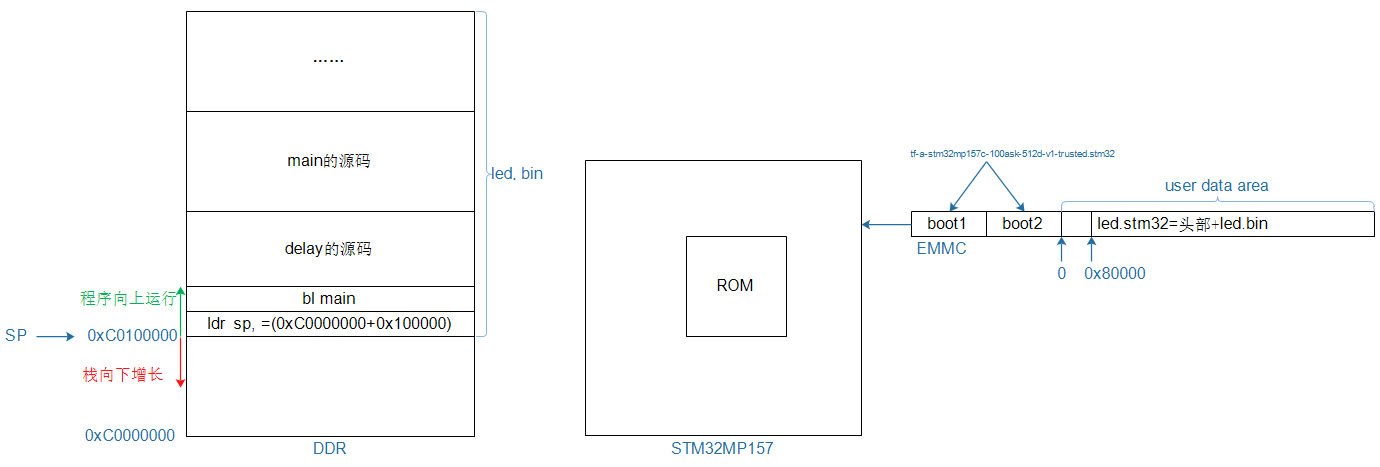 ……
main的源码
led. bin
delay的源码
程序向上运行
bl main
ldr sp, =(0xC0000000+0x100000)
SP
0xC0100000
栈向下增长
0xC0000000
DDR
ROM
STM32MP157
tf-a-stm32mp157c-100ask-512d-v1-trusted.stm32
user data area
boot1
boot2
led.stm32=头部+led.bin
EMMC
0
0x80000